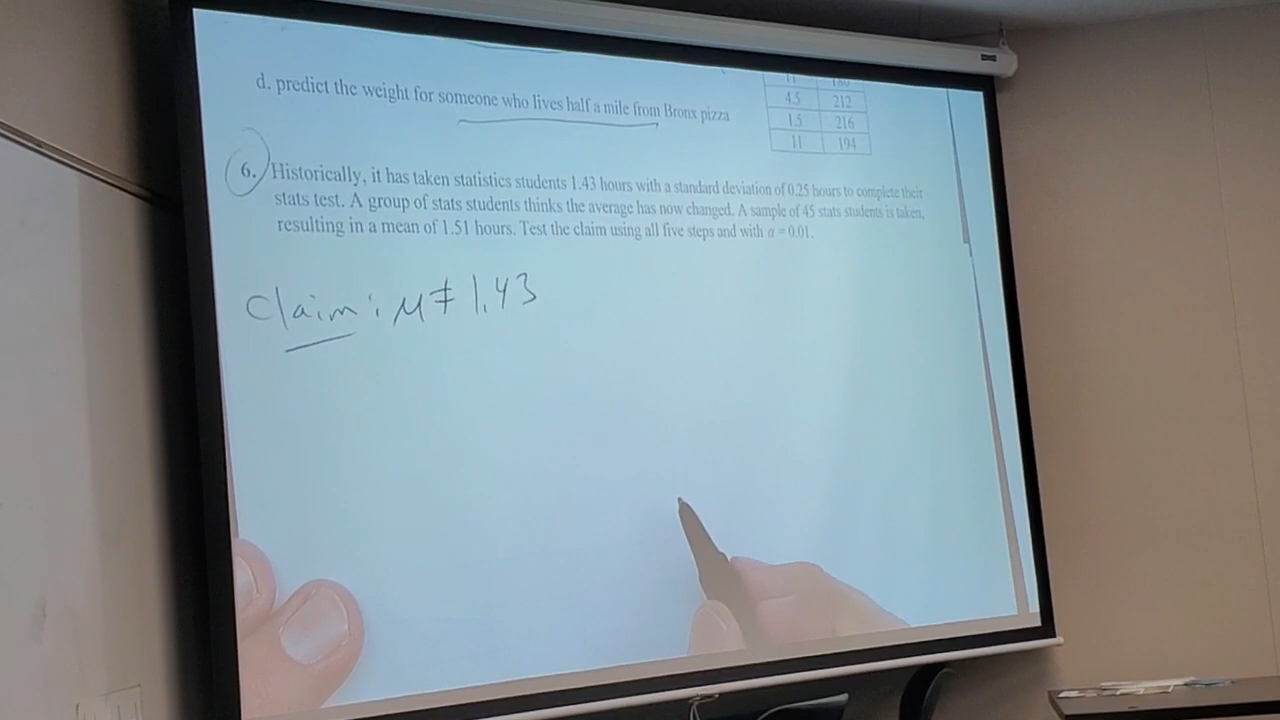 d. predict the weight for someone who lives half a mile from Bronx pizza
4.5 212
1.5 216
11 194
6. Historically, it has taken statistics students 1.43 hours with a standard deviation of 0.25 hours to complete their
stats test. A group of stats students thinks the average has now changed. A sample of 45 stats students is taken,
resulting in a mean of 1.51 hours. Test the claim using all five steps and with α = 0.01.
Claim: μ ≠ 1.43